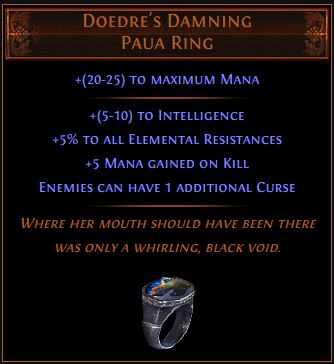 Doedre's Damning
Paua Ring
+(20-25) to maximum Mana
+(5-10) to Intelligence
+5% to all Elemental Resistances
+5 Mana gained on Kill
Enemies can have 1 additional Curse
Where her mouth should have been there
was only a whirling, black void.